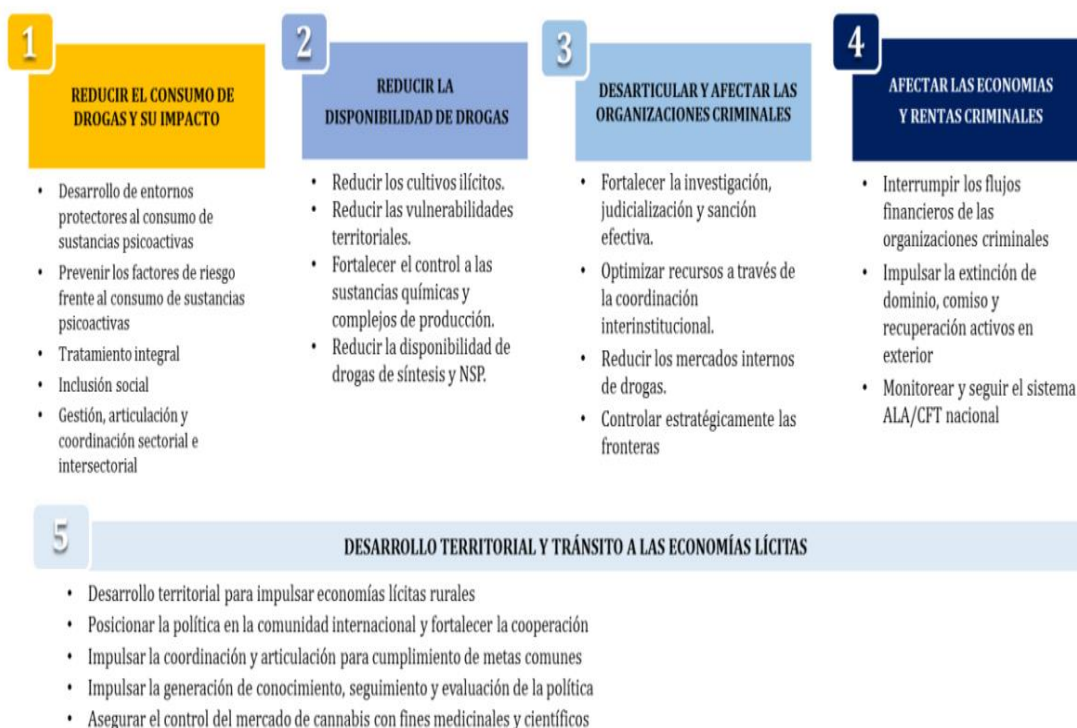 1
REDUCIR EL CONSUMO DE
DROGAS Y SU IMPACTO
• Desarrollo de entornos
protectores al consumo de
sustancias psicoactivas
• Prevenir los factores de riesgo
frente al consumo de sustancias
psicoactivas
• Tratamiento integral
• Inclusión social
• Gestión, articulación y
coordinación sectorial e
intersectorial
2
REDUCIR LA
DISPONIBILIDAD DE DROGAS
• Reducir los cultivos ilícitos.
• Reducir las vulnerabilidades
territoriales.
• Fortalecer el control a las
sustancias químicas y
complejos de producción.
• Reducir la disponibilidad de
drogas de síntesis y NSP.
3
DESARTICULAR Y AFECTAR LAS
ORGANIZACIONES CRIMINALES
• Fortalecer la investigación,
judicialización y sanción
efectiva.
• Optimizar recursos a través de
la coordinación
interinstitucional.
• Reducir los mercados internos
de drogas.
• Controlar estratégicamente las
fronteras
4
AFECTAR LAS ECONOMIAS
Y RENTAS CRIMINALES
• Interrumpir los flujos
financieros de las
organizaciones criminales
• Impulsar la extinción de
dominio, comiso y
recuperación activos en
exterior
• Monitorear y seguir el sistema
ALA/CFT nacional
5
DESARROLLO TERRITORIAL Y TRÁNSITO A LAS ECONOMÍAS LÍCITAS
• Desarrollo territorial para impulsar economías lícitas rurales
• Posicionar la política en la comunidad internacional y fortalecer la cooperación
• Impulsar la coordinación y articulación para cumplimiento de metas comunes
• Impulsar la generación de conocimiento, seguimiento y evaluación de la política
• Asegurar el control del mercado de cannabis con fines medicinales y científicos